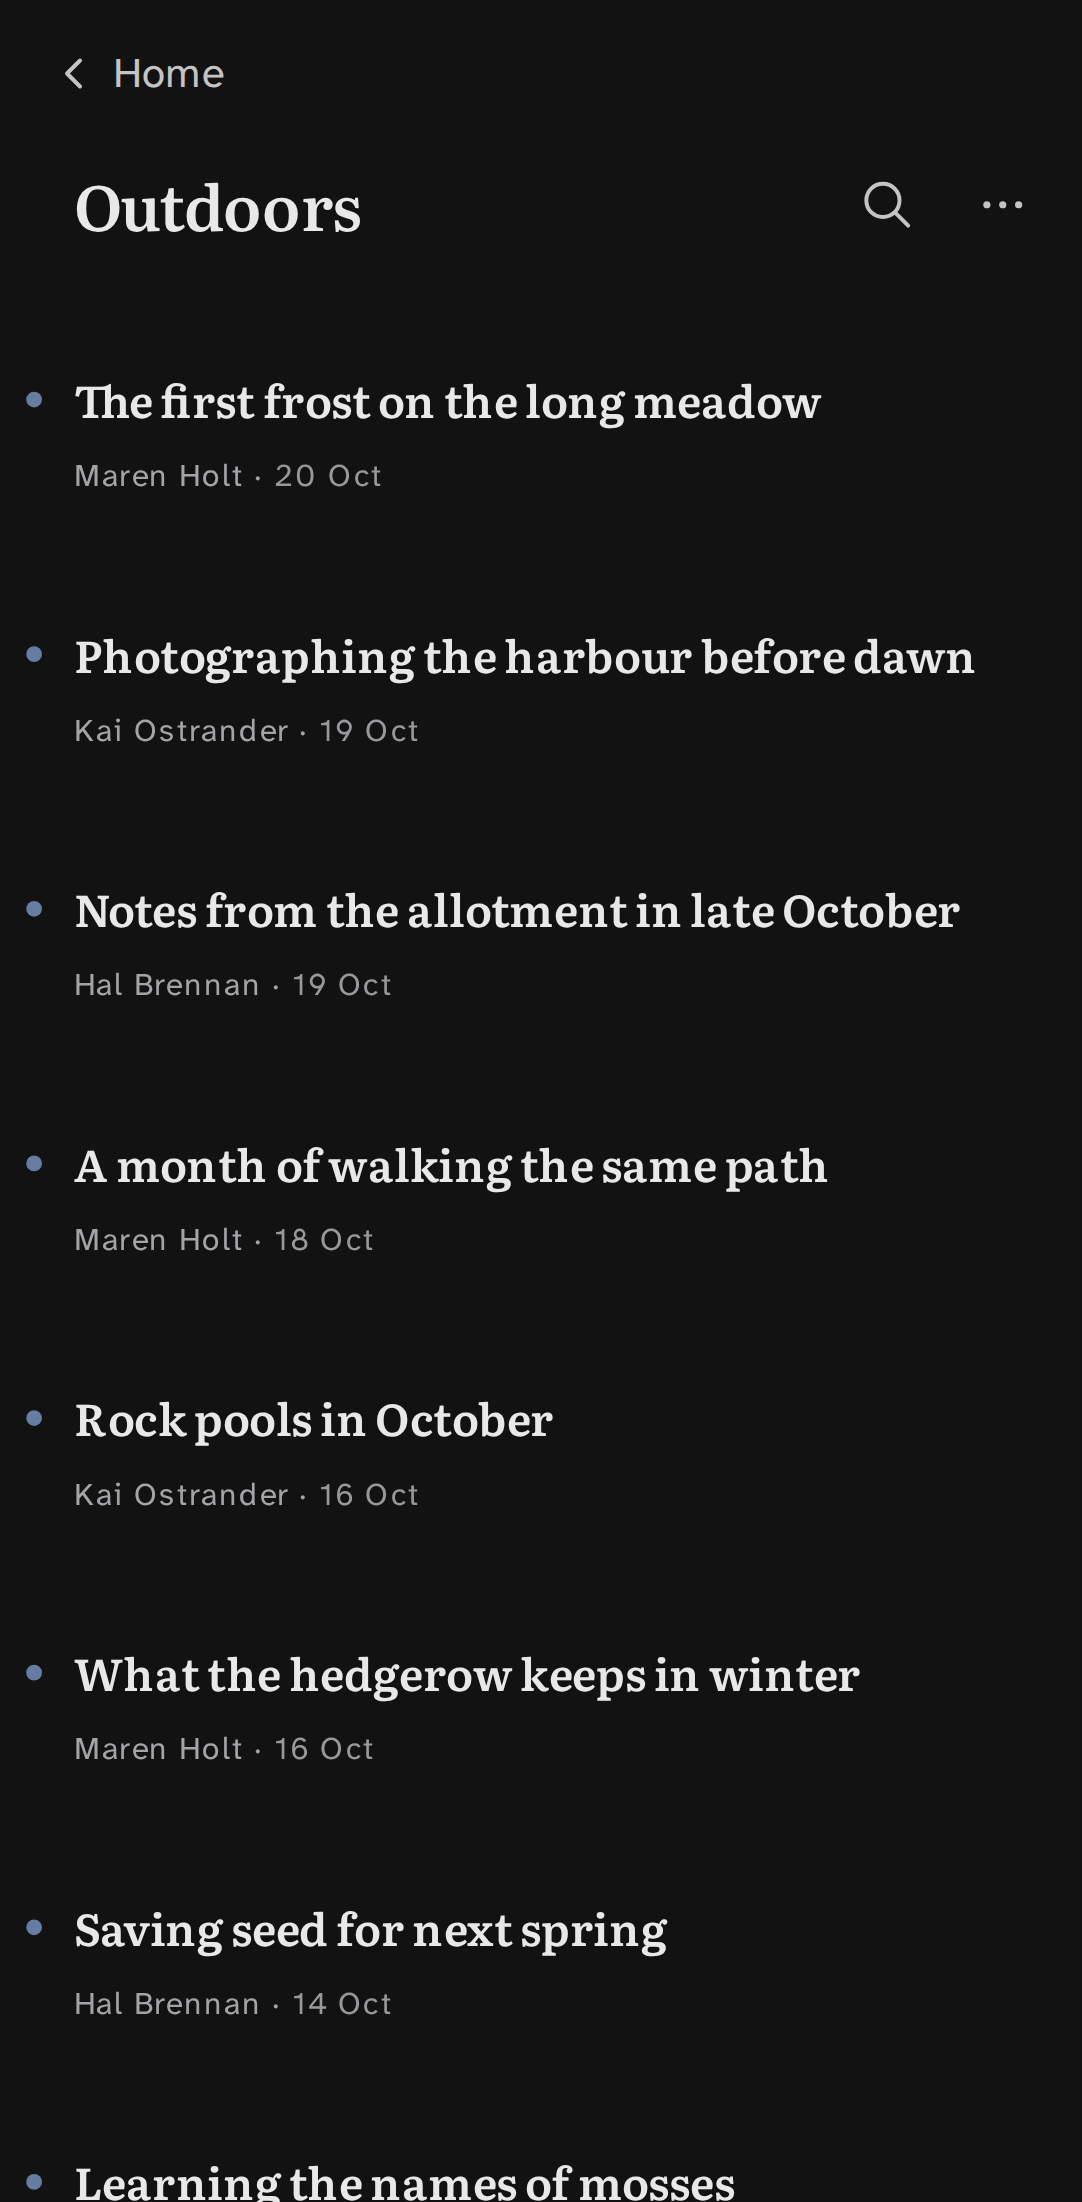 Home
Outdoors
The first frost on the long meadow
Maren Holt · 20 Oct
Photographing the harbour before dawn
Kai Ostrander · 19 Oct
Notes from the allotment in late October
Hal Brennan · 19 Oct
A month of walking the same path
Maren Holt · 18 Oct
Rock pools in October
Kai Ostrander · 16 Oct
What the hedgerow keeps in winter
Maren Holt · 16 Oct
Saving seed for next spring
Hal Brennan · 14 Oct
Learning the names of mosses